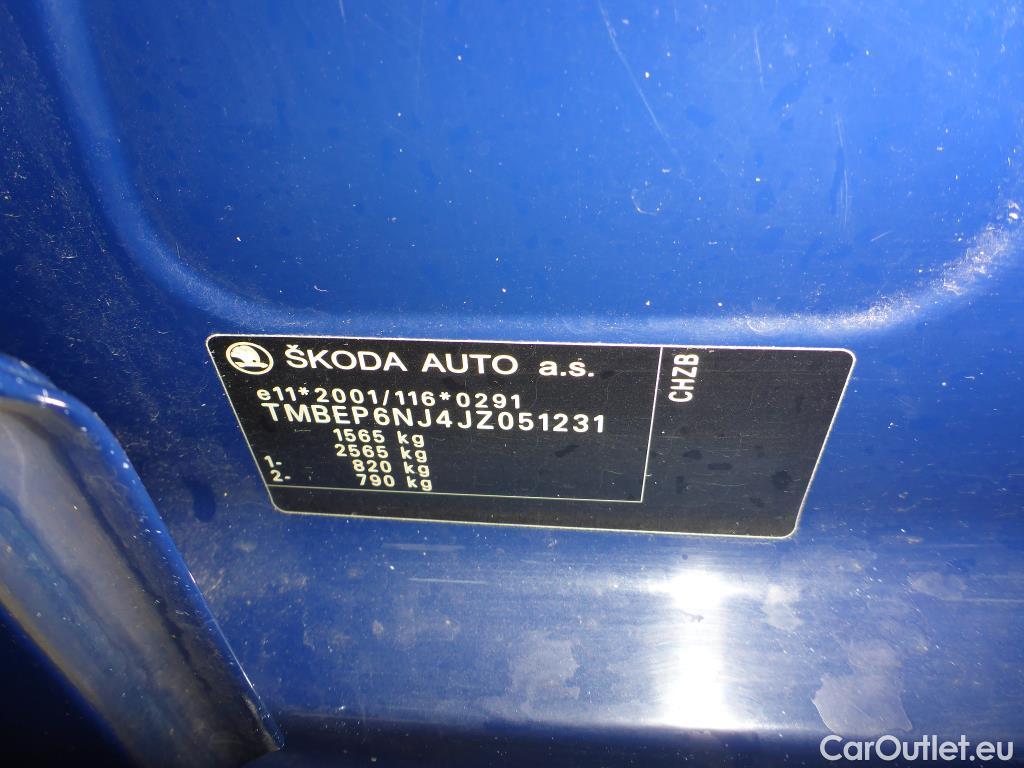 ŠKODA AUTO a.s.
e11*2001/116*0291
TMBEP6NJ4JZ051231
1565 kg
2565 kg
1- 820 kg
2- 790 kg
CHZB
CarOutlet.eu